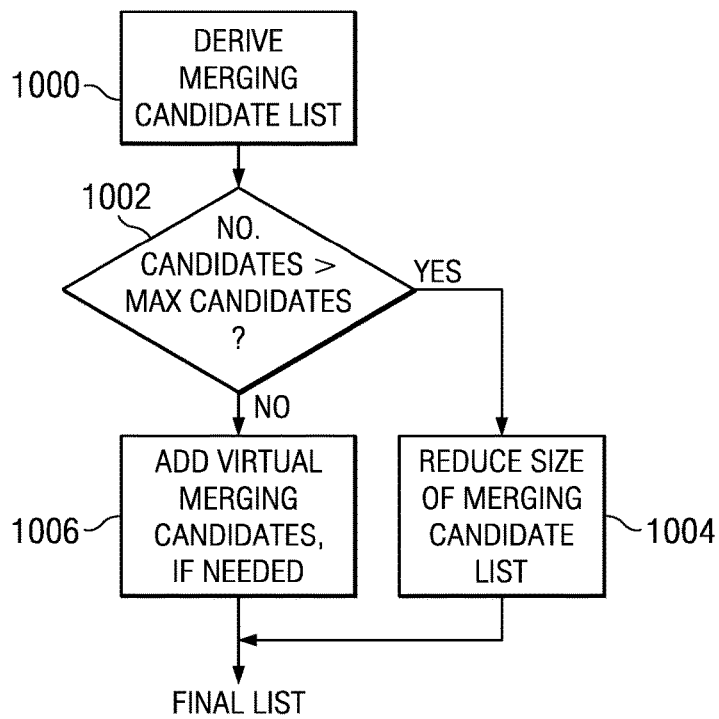 DERIVE
MERGING
CANDIDATE LIST
1000
1002
NO.
CANDIDATES >
MAX CANDIDATES
?
YES
NO
ADD VIRTUAL
MERGING
CANDIDATES,
IF NEEDED
1006
REDUCE SIZE
OF MERGING
CANDIDATE
LIST
1004
FINAL LIST